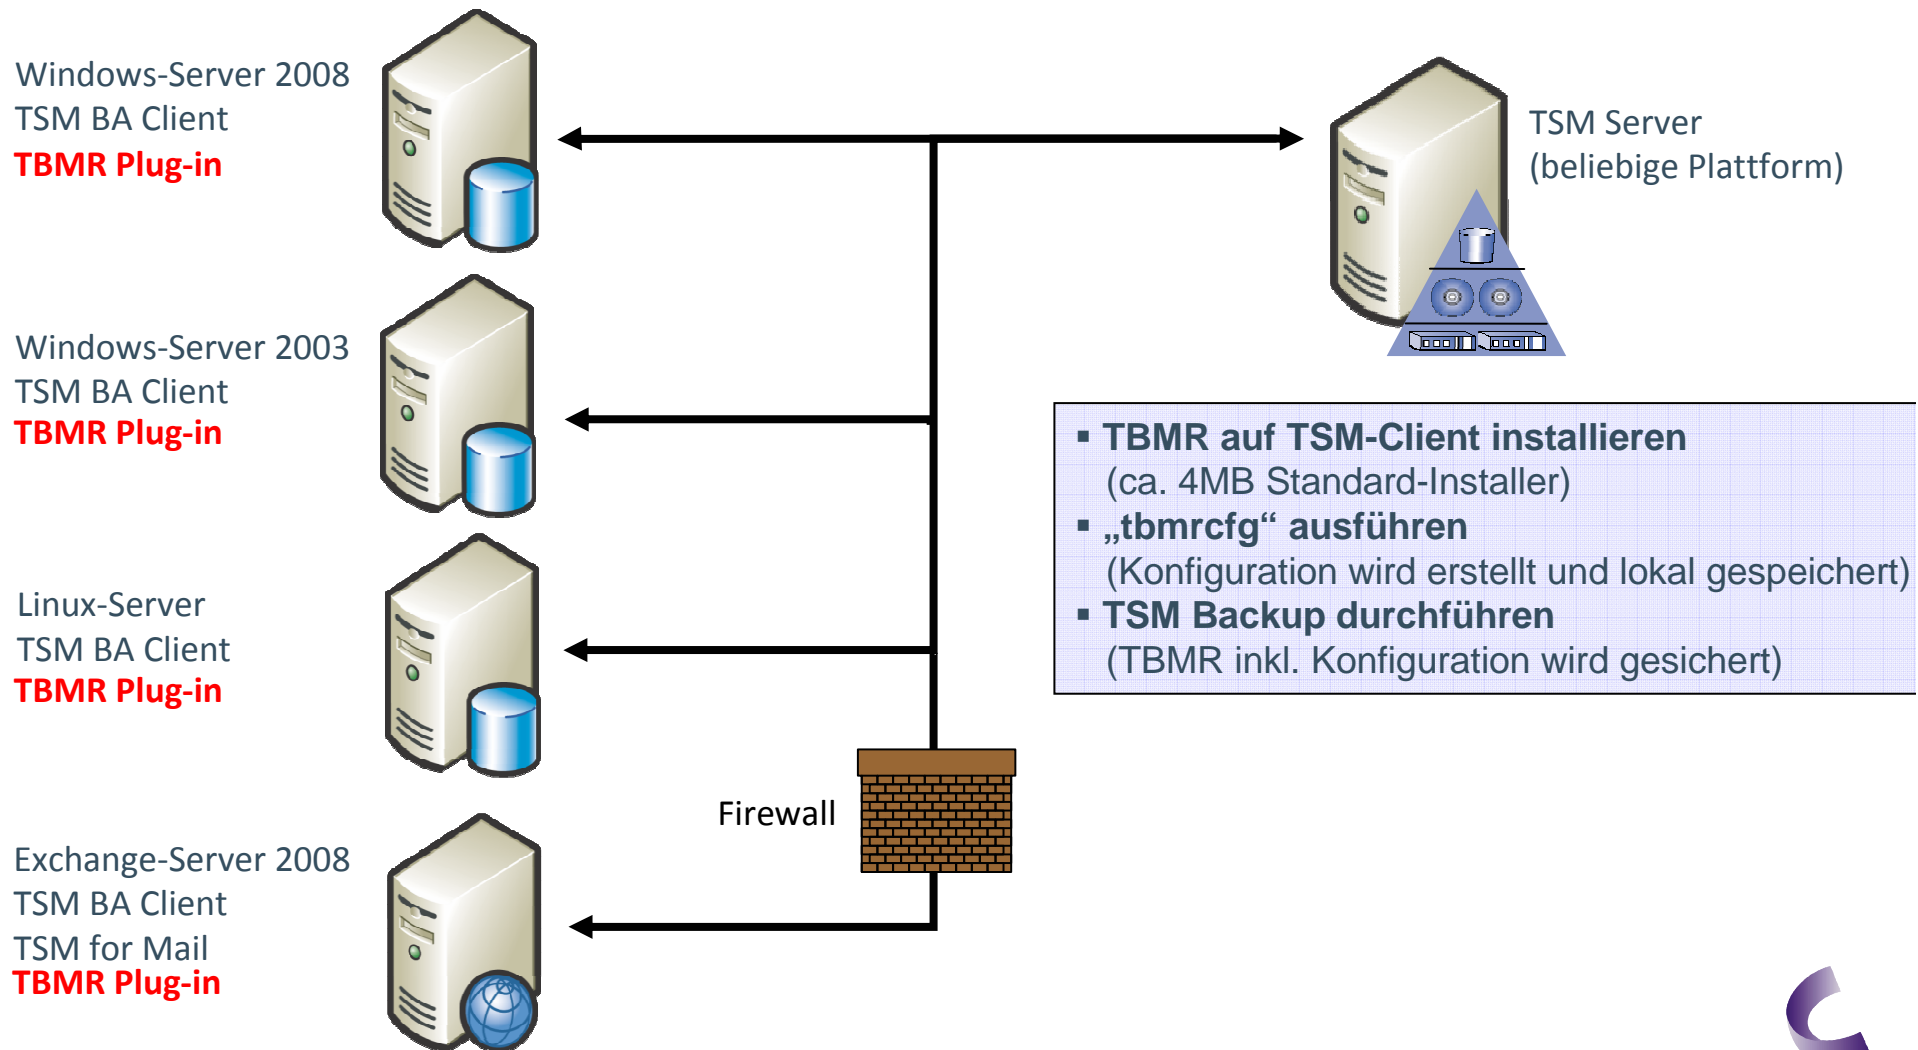 Windows-Server 2008
TSM BA Client
TBMR Plug-in
TSM Server
(beliebige Plattform)
Windows-Server 2003
TSM BA Client
TBMR Plug-in
▪ TBMR auf TSM-Client installieren
(ca. 4MB Standard-Installer)
▪ „tbmrcfg“ ausführen
(Konfiguration wird erstellt und lokal gespeichert)
▪ TSM Backup durchführen
(TBMR inkl. Konfiguration wird gesichert)
Linux-Server
TSM BA Client
TBMR Plug-in
Firewall
Exchange-Server 2008
TSM BA Client
TSM for Mail
TBMR Plug-in